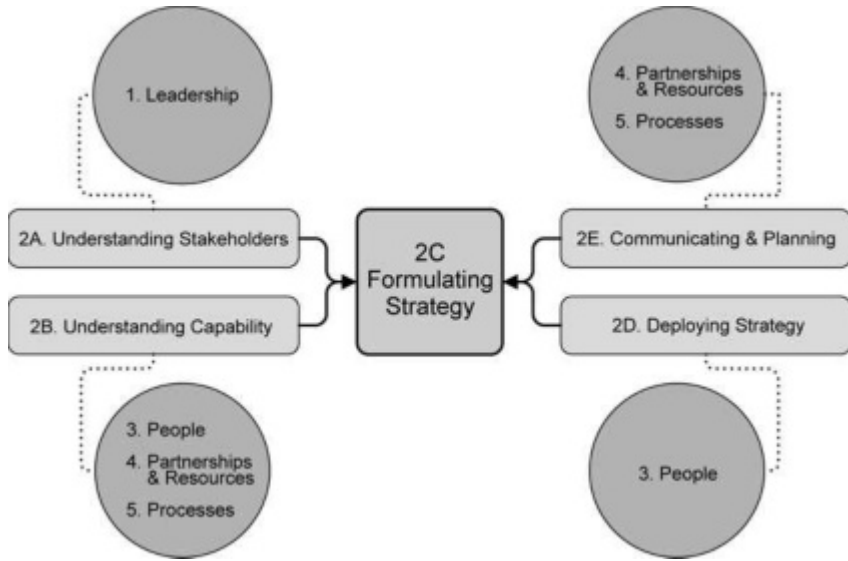 1. Leadership
4. Partnerships
& Resources
5. Processes
2A. Understanding Stakeholders
2C
Formulating
Strategy
2E. Communicating & Planning
2B. Understanding Capability
2D. Deploying Strategy
3. People
4. Partnerships
& Resources
5. Processes
3. People